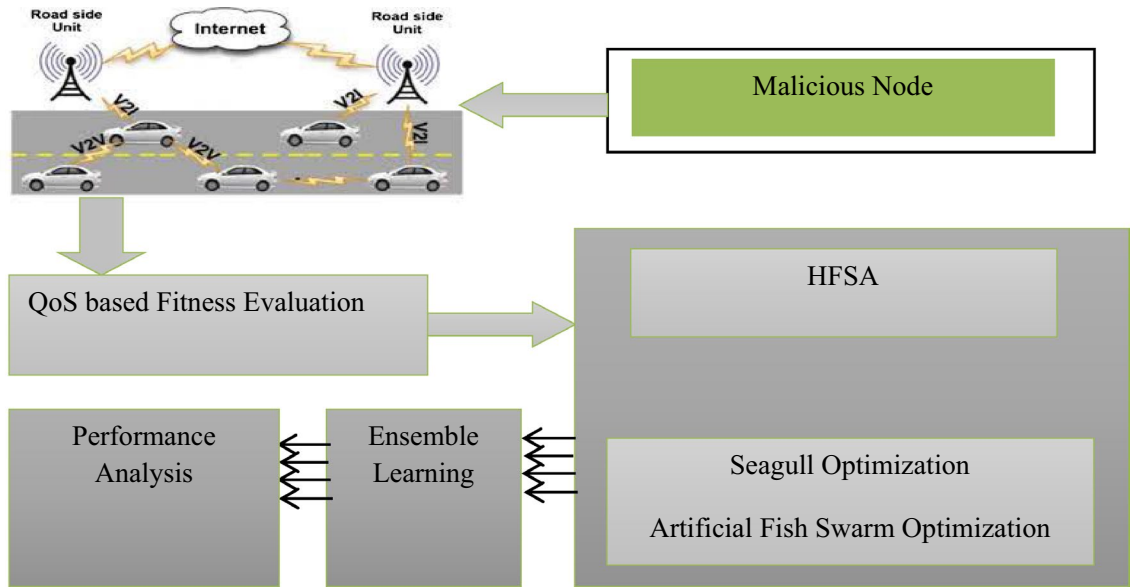 Road side
Unit
Internet
Road side
Unit
Malicious Node
V2I
V2I
V2I
V2V
V2V
QoS based Fitness Evaluation
HFSA
Performance
Analysis
Ensemble
Learning
Seagull Optimization
Artificial Fish Swarm Optimization